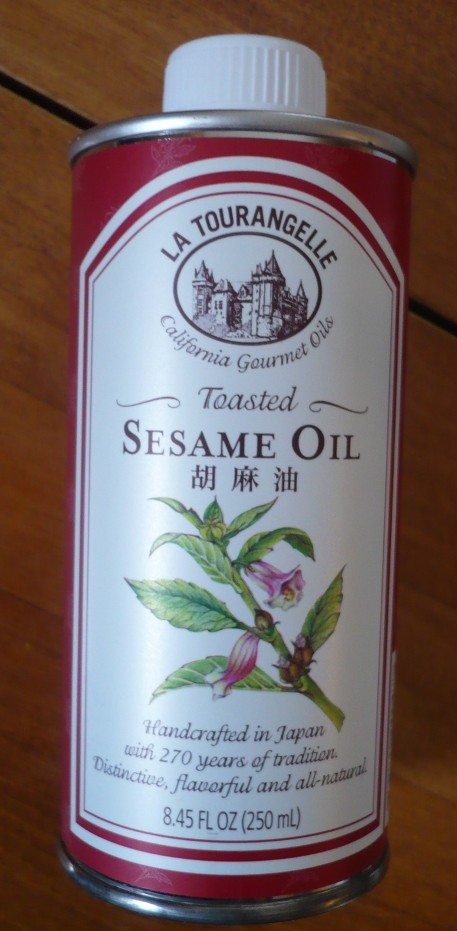 LA TOURANGELLE
California Gourmet Oils
Toasted
SESAME OIL
胡麻油
Handcrafted in Japan
with 270 years of tradition.
Distinctive, flavorful and all-natural.
8.45 FL OZ (250 mL)